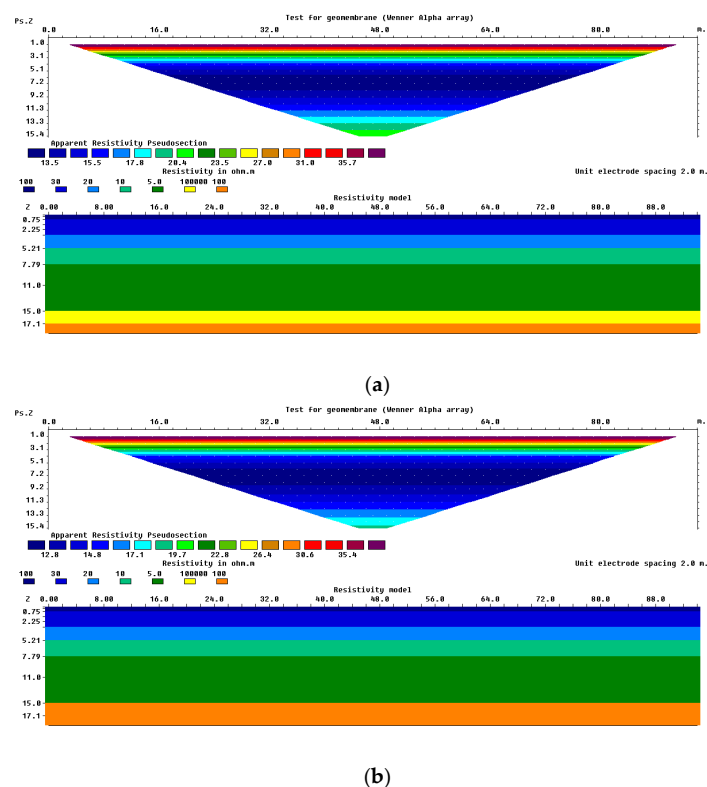 Ps.Z Test for geomembrane (Wenner Alpha array)
0.0 16.0 32.0 48.0 64.0 80.0 m.
1.0
3.1
5.1
7.2
9.2
11.3
13.3
15.4
Apparent Resistivity Pseudosection
13.5 15.5 17.8 20.4 23.5 27.0 31.0 35.7
Resistivity in ohm.m Unit electrode spacing 2.0 m.
100 30 20 10 5.0 100000 100
Resistivity model
Z 0.00 8.00 16.0 24.0 32.0 40.0 48.0 56.0 64.0 72.0 80.0 88.0
0.75
2.25
5.21
7.79
11.0
15.0
17.1
(a)
Ps.Z Test for geomembrane (Wenner Alpha array)
0.0 16.0 32.0 48.0 64.0 80.0 m.
1.0
3.1
5.1
7.2
9.2
11.3
13.3
15.4
Apparent Resistivity Pseudosection
12.8 14.8 17.1 19.7 22.8 26.4 30.6 35.4
Resistivity in ohm.m Unit electrode spacing 2.0 m.
100 30 20 10 5.0 100000 100
Resistivity model
Z 0.00 8.00 16.0 24.0 32.0 40.0 48.0 56.0 64.0 72.0 80.0 88.0
0.75
2.25
5.21
7.79
11.0
15.0
17.1
(b)